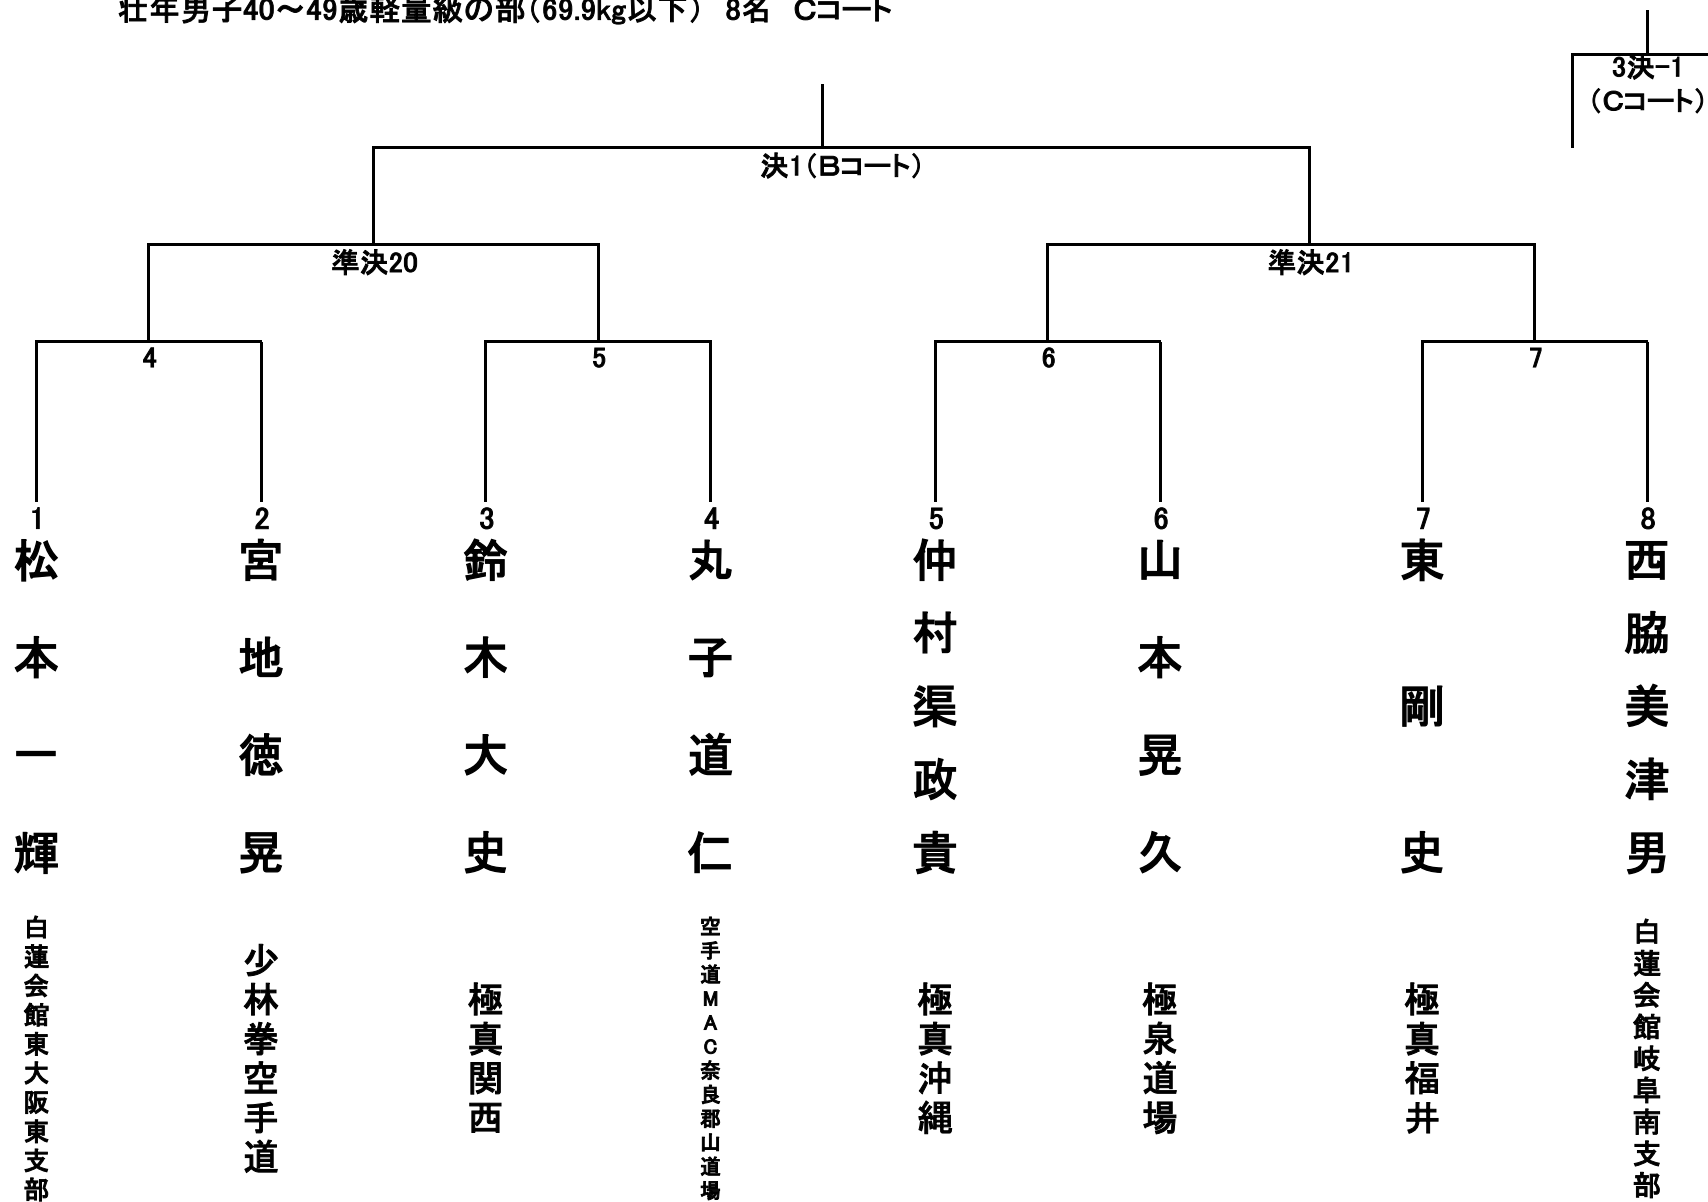 壮年男子40～49歳軽量級の部（69.9kg以下） 8名 Cコート
3決-1
（Cコート）
決1（Bコート）
準決20
準決21
4
5
6
7
1
松本一輝
白蓮会館東大阪東支部
2
宮地徳晃
少林拳空手道
3
鈴木大史
極真関西
4
丸子道仁
空手道MAC奈良郡山道場
5
仲村渠政貴
極真沖縄
6
山本晃久
極泉道場
7
東剛史
極真福井
8
西脇美津男
白蓮会館岐阜南支部